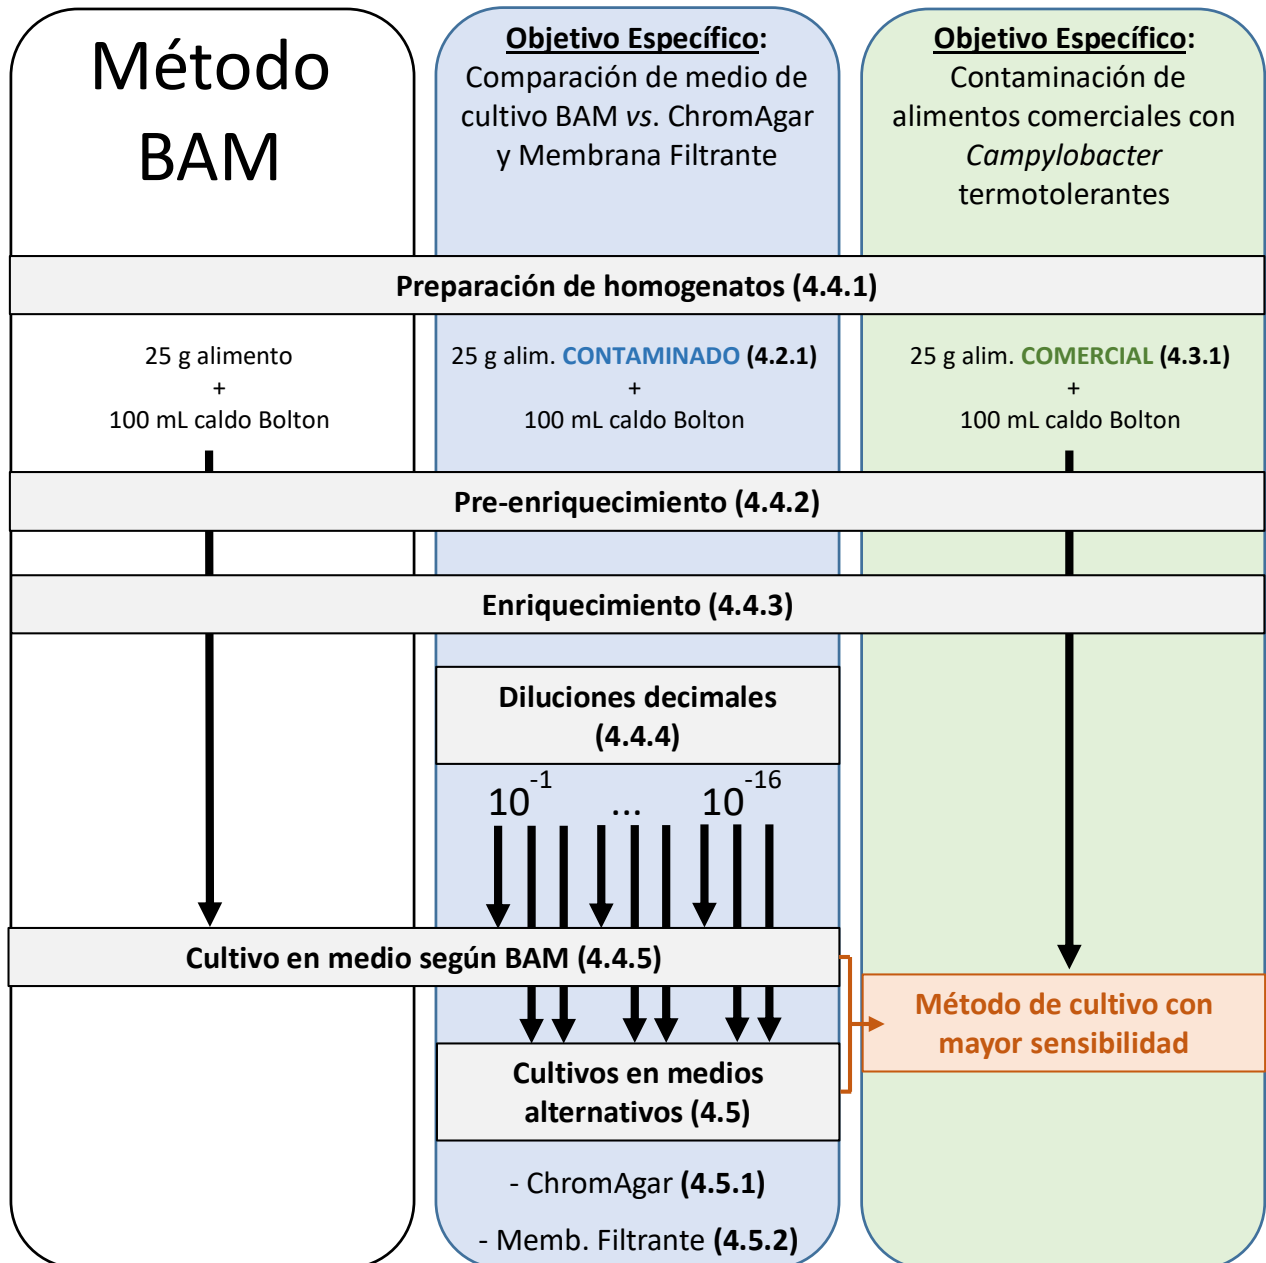 Método
BAM
Objetivo Específico:
Comparación de medio de
cultivo BAM vs. ChromAgar
y Membrana Filtrante
Objetivo Específico:
Contaminación de
alimentos comerciales con
Campylobacter
termotolerantes
Preparación de homogenatos (4.4.1)
25 g alimento
+
100 mL caldo Bolton
25 g alim. CONTAMINADO (4.2.1)
+
100 mL caldo Bolton
25 g alim. COMERCIAL (4.3.1)
+
100 mL caldo Bolton
Pre-enriquecimiento (4.4.2)
Enriquecimiento (4.4.3)
Diluciones decimales
(4.4.4)
10^-1 ... 10^-16
Cultivo en medio según BAM (4.4.5)
Método de cultivo con
mayor sensibilidad
Cultivos en medios
alternativos (4.5)
- ChromAgar (4.5.1)
- Memb. Filtrante (4.5.2)